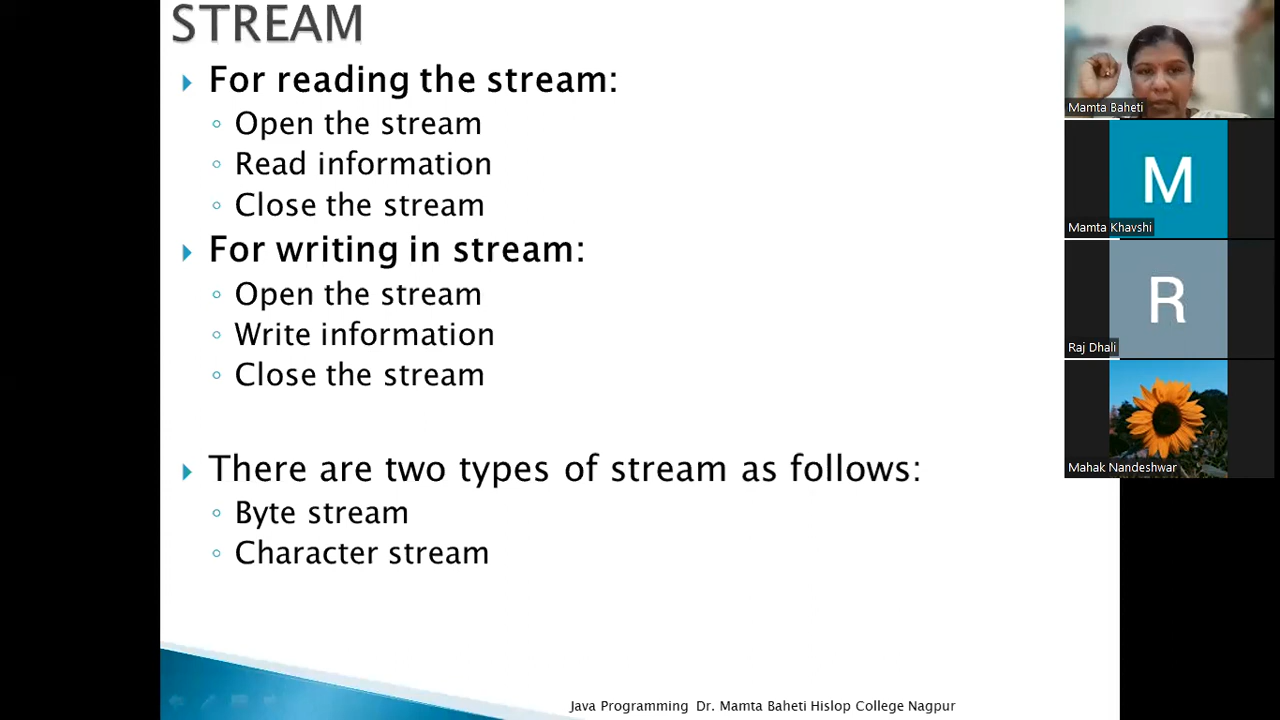 STREAM
For reading the stream:
Open the stream
Read information
Close the stream
For writing in stream:
Open the stream
Write information
Close the stream
There are two types of stream as follows:
Byte stream
Character stream
Java Programming Dr. Mamta Baheti Hislop College Nagpur
Mamta Baheti
M
Mamta Khavshi
R
Raj Dhali
Mahak Nandeshwar